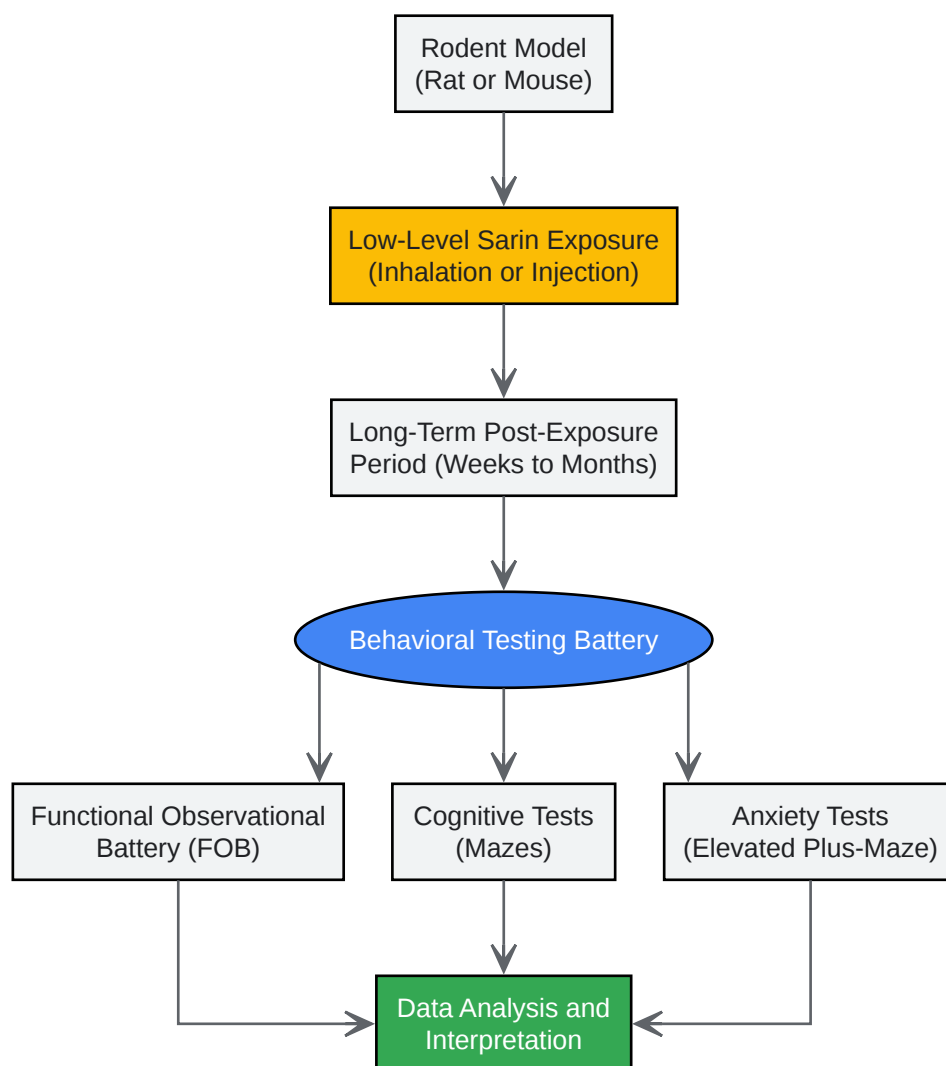 Rodent Model
(Rat or Mouse)
Low-Level Sarin Exposure
(Inhalation or Injection)
Long-Term Post-Exposure
Period (Weeks to Months)
Behavioral Testing Battery
Functional Observational
Battery (FOB)
Cognitive Tests
(Mazes)
Anxiety Tests
(Elevated Plus-Maze)
Data Analysis and
Interpretation